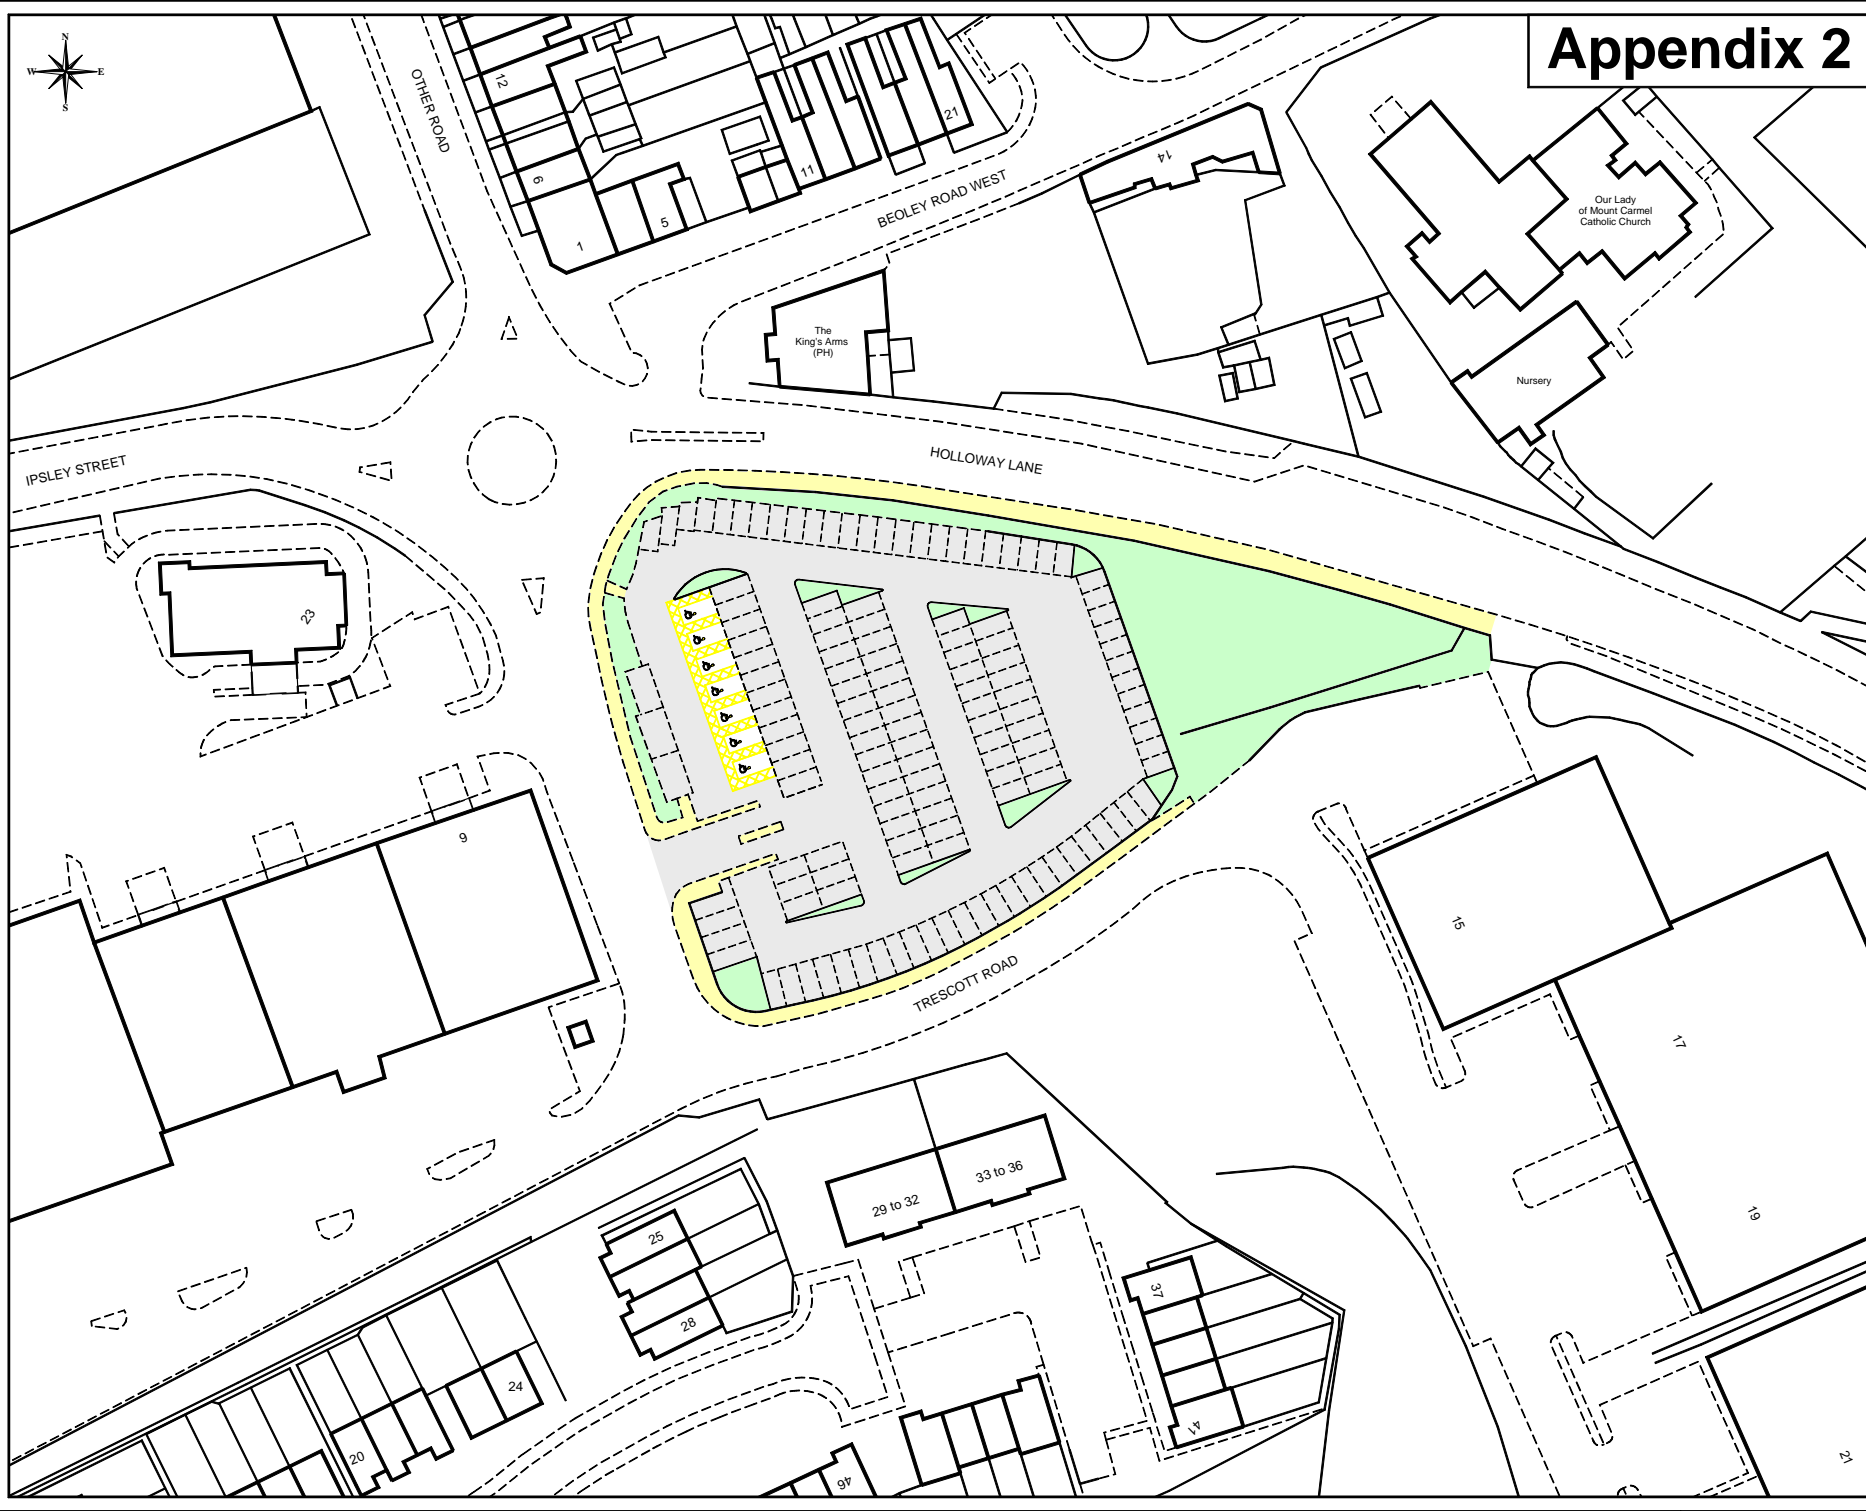 Appendix 2
N
W
E
S
OTHER ROAD
12
6
1
5
11
21
BEOLEY ROAD WEST
14
Our Lady
of Mount Carmel
Catholic Church
The
King's Arms
(PH)
Nursery
IPSLEY STREET
HOLLOWAY LANE
23
9
15
TRESCOTT ROAD
17
19
33 to 36
29 to 32
25
28
37
24
41
20
46
21